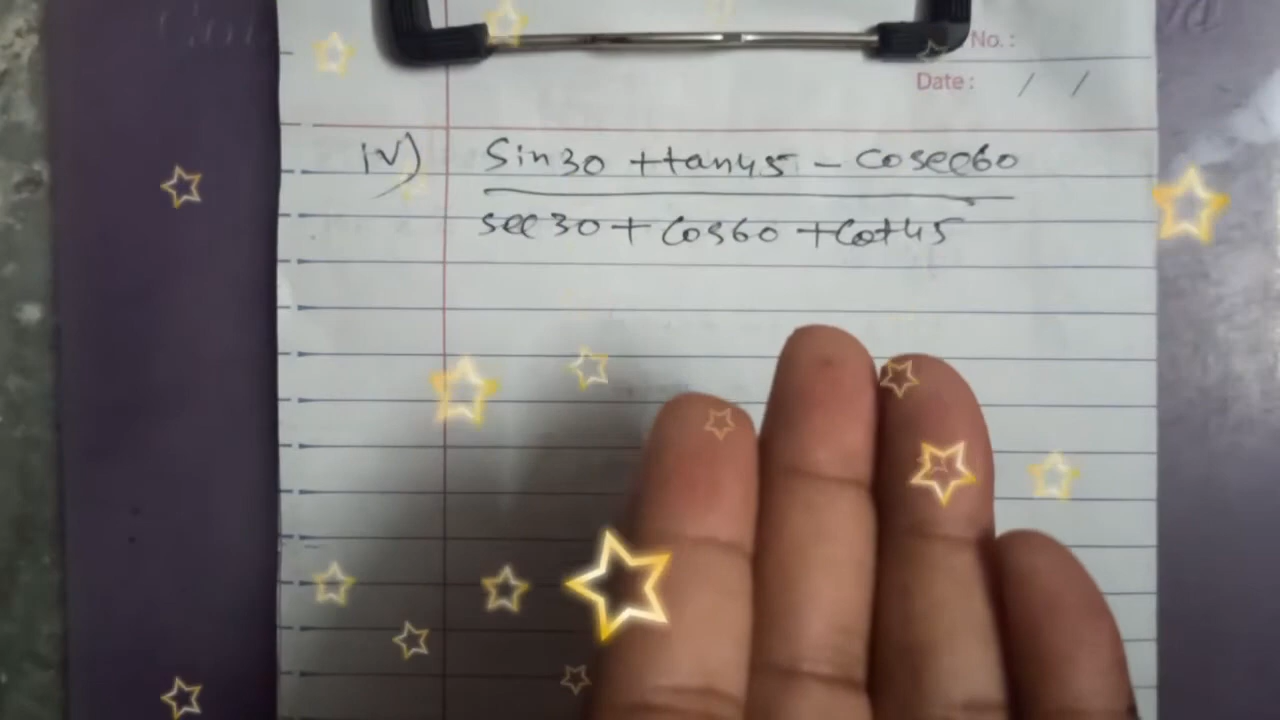 No.:
Date: / /
iv) Sin30 + tan45 - Cosec60
sec30 + Cos60 + Cot45